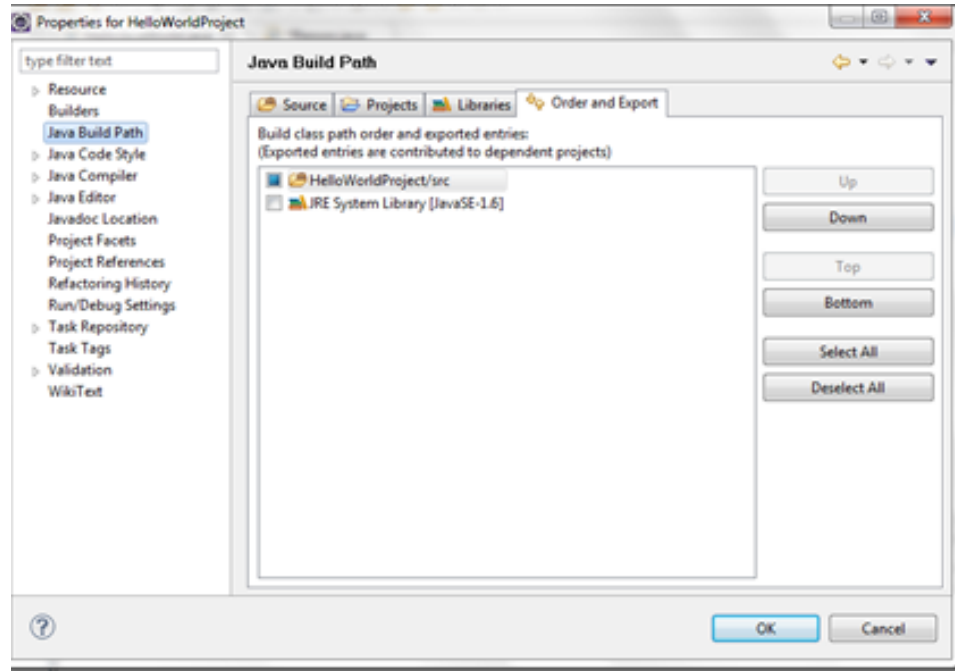 Properties for HelloWorldProject
type filter text
Resource
Builders
Java Build Path
Java Code Style
Java Compiler
Java Editor
Javadoc Location
Project Facets
Project References
Refactoring History
Run/Debug Settings
Task Repository
Task Tags
Validation
WikiText
Java Build Path
Source Projects Libraries Order and Export
Build class path order and exported entries:
(Exported entries are contributed to dependent projects)
HelloWorldProject/src
JRE System Library [JavaSE-1.6]
Up
Down
Top
Bottom
Select All
Deselect All
OK Cancel